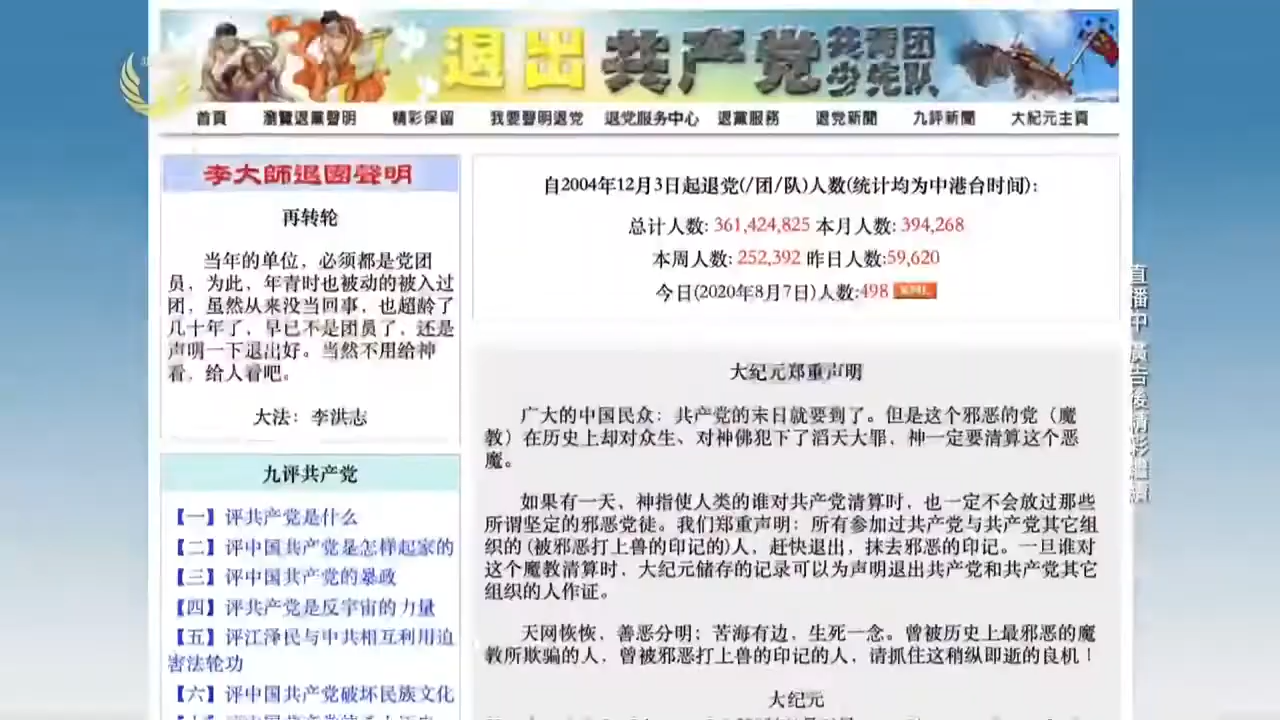 退出共产党 共青团 少先队
首頁 瀏覽退黨聲明 精彩保留 我要聲明退党 退党服务中心 退黨服務 退党新聞 九評新聞 大紀元主頁
李大師退團聲明
再转轮
当年的单位，必须都是党团
员，为此，年青时也被动的被入过
团，虽然从来没当回事，也超龄了
几十年了，早已不是团员了，还是
声明一下退出好。当然不用给神
看，给人看吧。
大法：李洪志
九评共产党
【一】评共产党是什么
【二】评中国共产党是怎样起家的
【三】评中国共产党的暴政
【四】评共产党是反宇宙的力量
【五】评江泽民与中共相互利用迫
害法轮功
【六】评中国共产党破坏民族文化
自2004年12月3日起退党(/团/队)人数(统计均为中港台时间):
总计人数: 361,424,825 本月人数: 394,268
本周人数: 252,392 昨日人数:59,620
今日(2020年8月7日)人数:498
大纪元郑重声明
广大的中国民众：共产党的末日就要到了。但是这个邪恶的党（魔
教）在历史上却对众生、对神佛犯下了滔天大罪，神一定要清算这个恶
魔。
如果有一天，神指使人类的谁对共产党清算时，也一定不会放过那些
所谓坚定的邪恶党徒。我们郑重声明：所有参加过共产党与共产党其它组
织的(被邪恶打上兽的印记的)人，赶快退出，抹去邪恶的印记。一旦谁对
这个魔教清算时，大纪元储存的记录可以为声明退出共产党和共产党其它
组织的人作证。
天网恢恢，善恶分明；苦海有边，生死一念。曾被历史上最邪恶的魔
教所欺骗的人，曾被邪恶打上兽的印记的人，请抓住这稍纵即逝的良机！
大纪元
直播中 廣告後精彩繼續